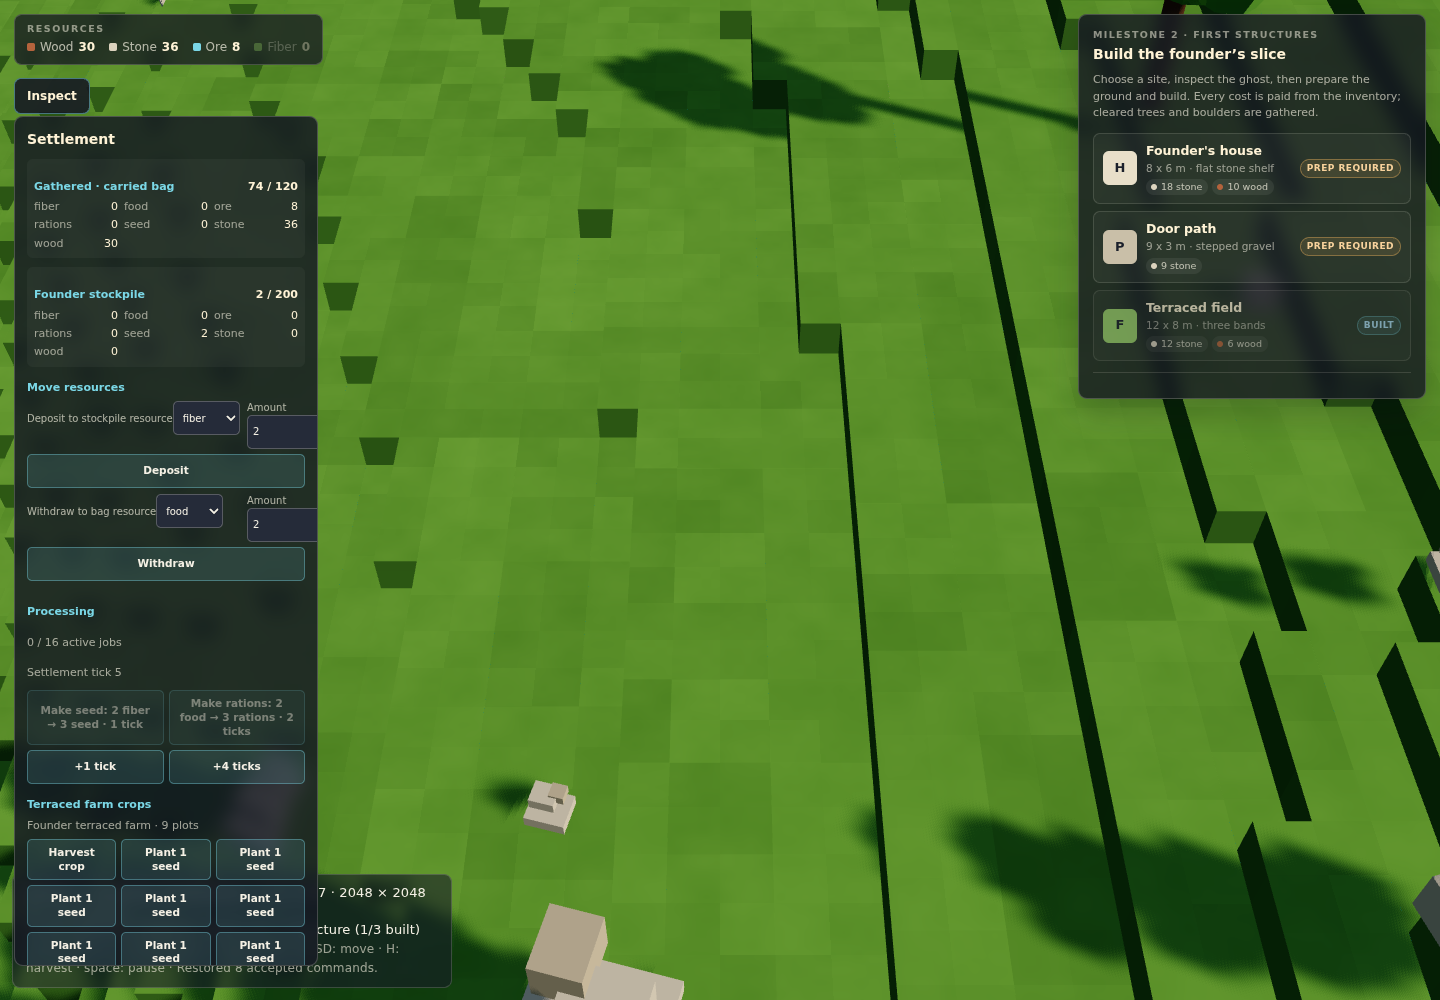 RESOURCES
Wood 30 Stone 36 Ore 8 Fiber 0
Inspect
Settlement
Gathered · carried bag 74 / 120
fiber 0 food 0 ore 8
rations 0 seed 0 stone 36
wood 30
Founder stockpile 2 / 200
fiber 0 food 0 ore 0
rations 0 seed 2 stone 0
wood 0
Move resources
Deposit to stockpile resource fiber Amount
2
Deposit
Withdraw to bag resource food Amount
2
Withdraw
Processing
0 / 16 active jobs
Settlement tick 5
Make seed: 2 fiber
→ 3 seed · 1 tick
Make rations: 2
food → 3 rations · 2
ticks
+1 tick +4 ticks
Terraced farm crops
Founder terraced farm · 9 plots
Harvest
crop
Plant 1
seed
Plant 1
seed
Plant 1
seed
Plant 1
seed
Plant 1
seed
Plant 1
seed
Plant 1
seed
Plant 1
seed
7 · 2048 × 2048
cture (1/3 built)
SD: move · H:
harvest · space: pause · Restored 8 accepted commands.
MILESTONE 2 · FIRST STRUCTURES
Build the founder’s slice
Choose a site, inspect the ghost, then prepare the
ground and build. Every cost is paid from the inventory;
cleared trees and boulders are gathered.
H
Founder's house
8 x 6 m · flat stone shelf
18 stone 10 wood
PREP REQUIRED
P
Door path
9 x 3 m · stepped gravel
9 stone
PREP REQUIRED
F
Terraced field
12 x 8 m · three bands
12 stone 6 wood
BUILT